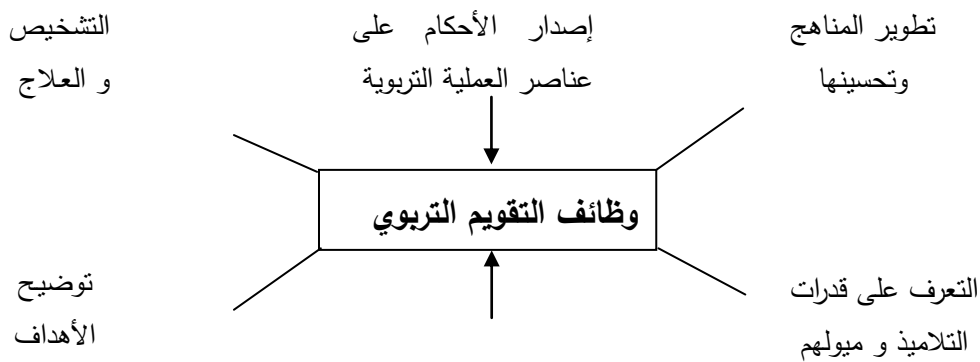 تطوير المناهج
وتحسينها
إصدار الأحكام على
عناصر العملية التربوية
التشخيص
و العلاج
وظائف التقويم التربوي
التعرف على قدرات
التلاميذ و ميولهم
توضيح
الأهداف